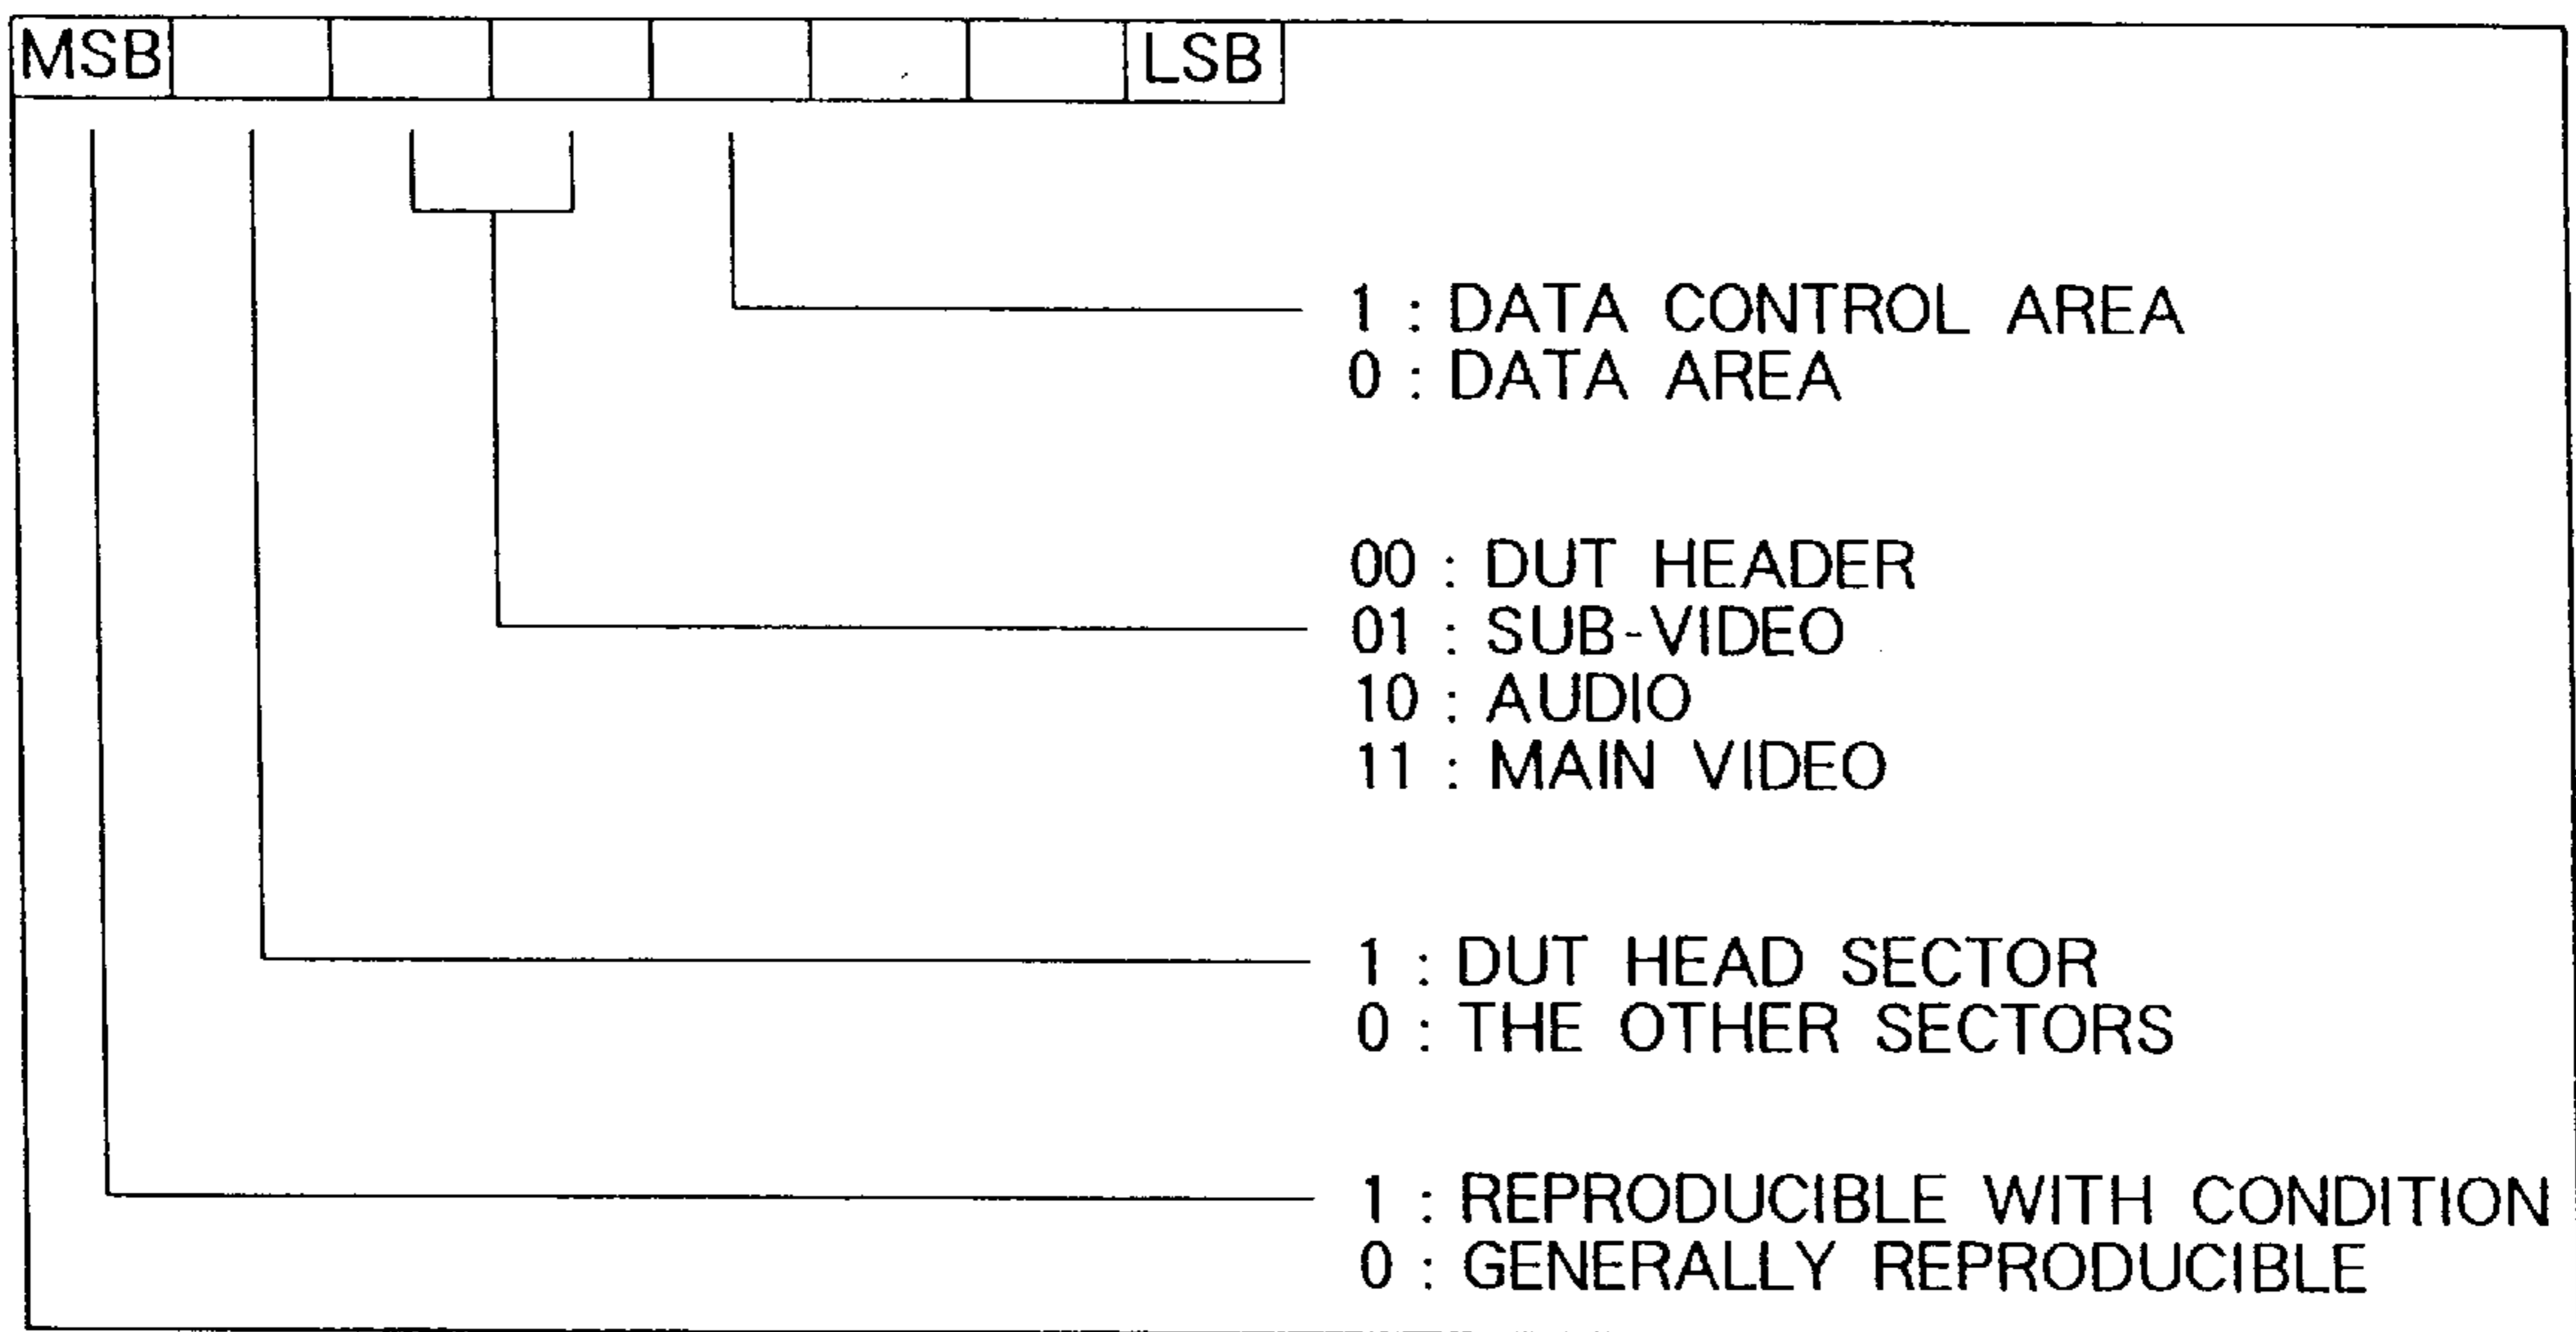 MSB LSB
1 : DATA CONTROL AREA
0 : DATA AREA
00 : DUT HEADER
01 : SUB-VIDEO
10 : AUDIO
11 : MAIN VIDEO
1 : DUT HEAD SECTOR
0 : THE OTHER SECTORS
1 : REPRODUCIBLE WITH CONDITION
0 : GENERALLY REPRODUCIBLE